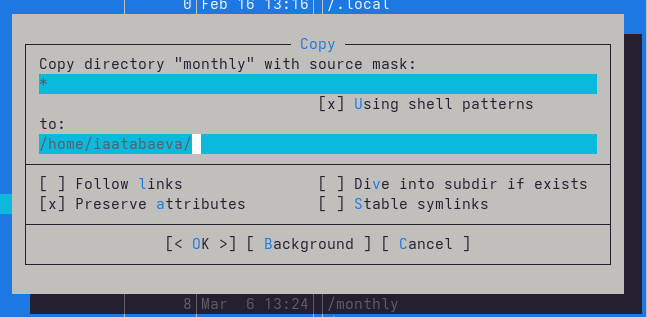 0 Feb 16 13:16 /.local
Copy
Copy directory "monthly" with source mask:
*
[x] Using shell patterns
to:
/home/iaatabaeva/
[ ] Follow links [ ] Dive into subdir if exists
[x] Preserve attributes [ ] Stable symlinks
[< OK >] [ Background ] [ Cancel ]
8 Mar 6 13:24 /monthly